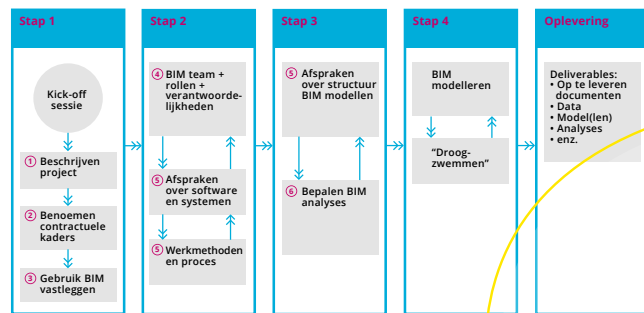 Stap 1
Kick-off
sessie
1 Beschrijven
project
2 Benoemen
contractuele
kaders
3 Gebruik BIM
vastleggen
Stap 2
4 BIM team +
rollen +
verantwoorde-
lijkheden
5 Afspraken
over software
en systemen
5 Werkmethoden
en proces
Stap 3
5 Afspraken
over structuur
BIM modellen
6 Bepalen BIM
analyses
Stap 4
BIM
modelleren
“Droog-
zwemmen”
Oplevering
Deliverables:
• Op te leveren
documenten
• Data
• Model(len)
• Analyses
• enz.